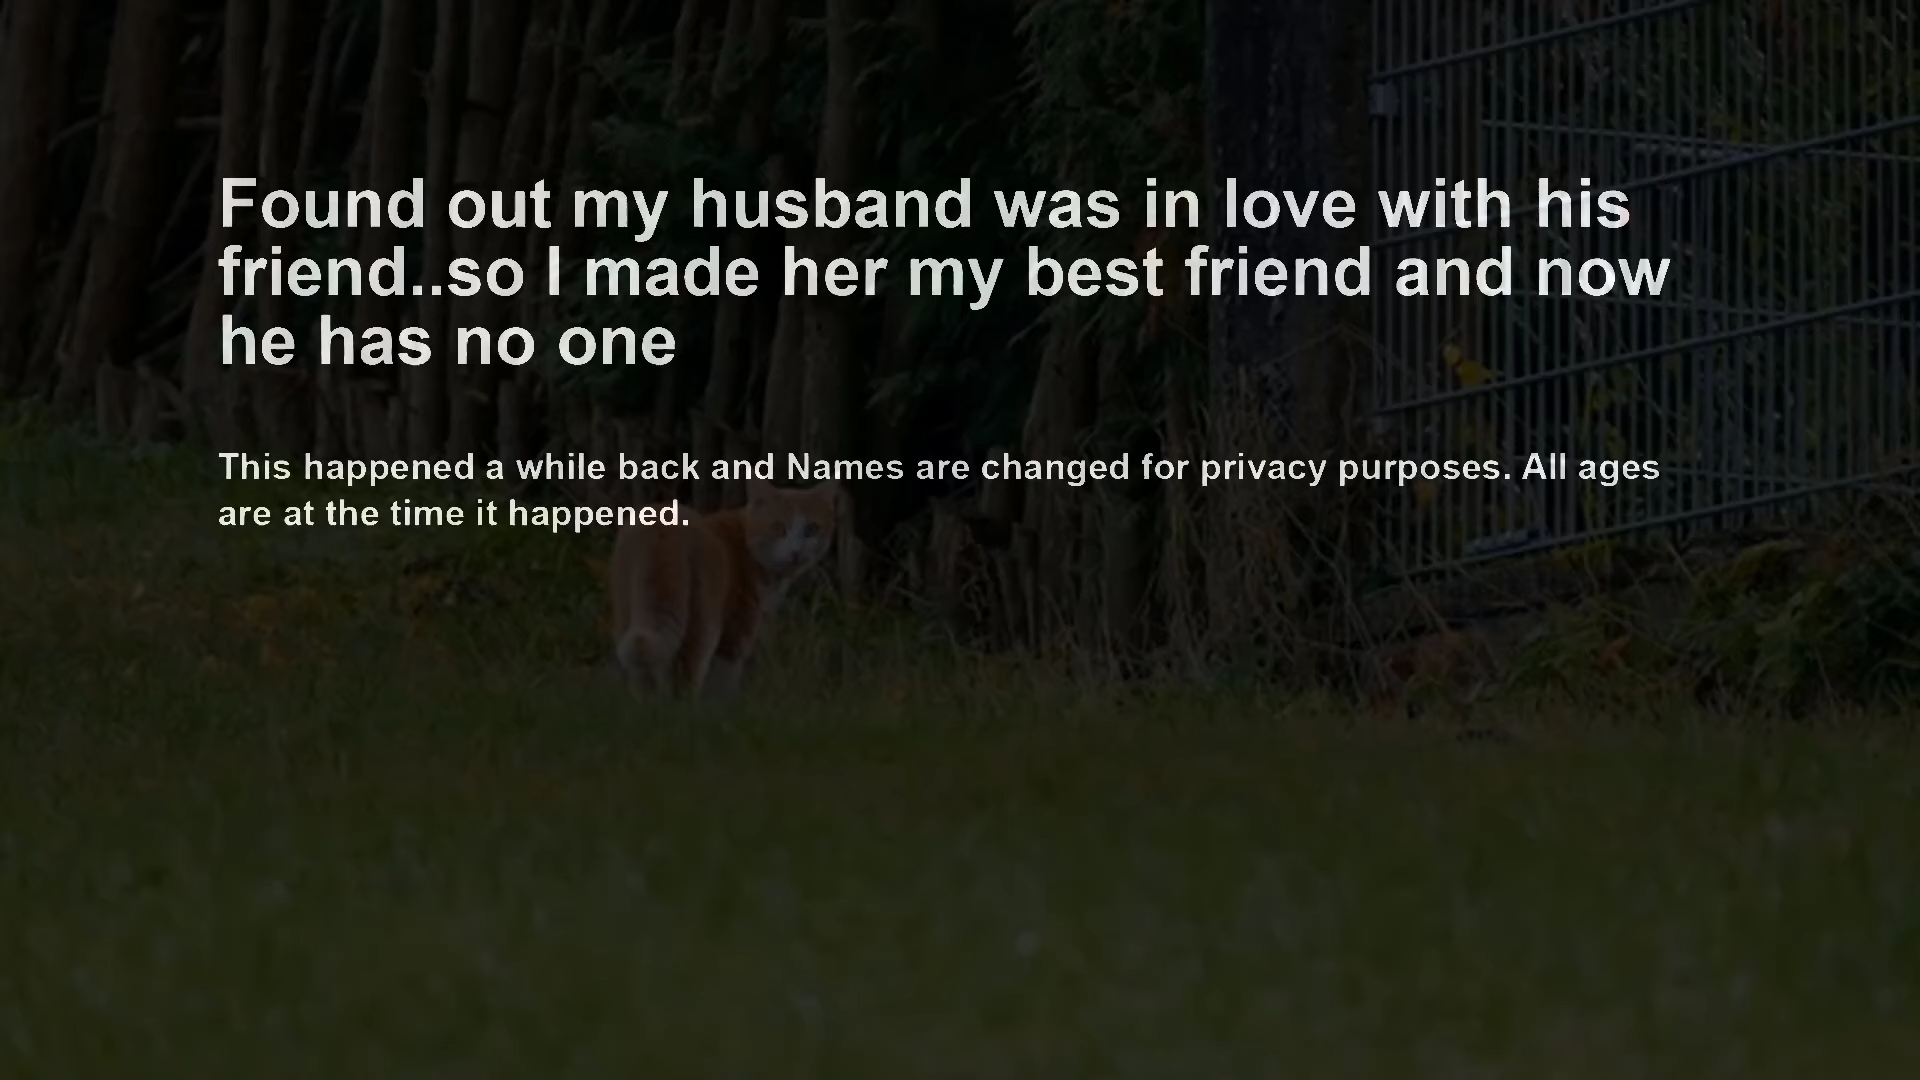 Found out my husband was in love with his
friend..so I made her my best friend and now
he has no one
This happened a while back and Names are changed for privacy purposes. All ages
are at the time it happened.